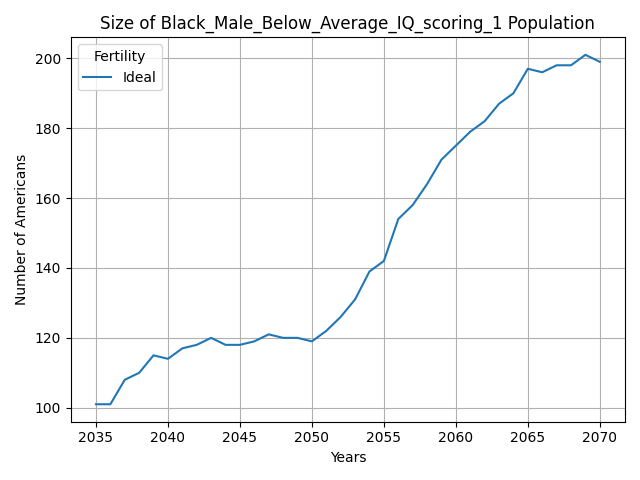 Size of Black_Male_Below_Average_IQ_scoring_1 Population
Fertility
Ideal
Number of Americans
200
180
160
140
120
100
2035 2040 2045 2050 2055 2060 2065 2070
Years